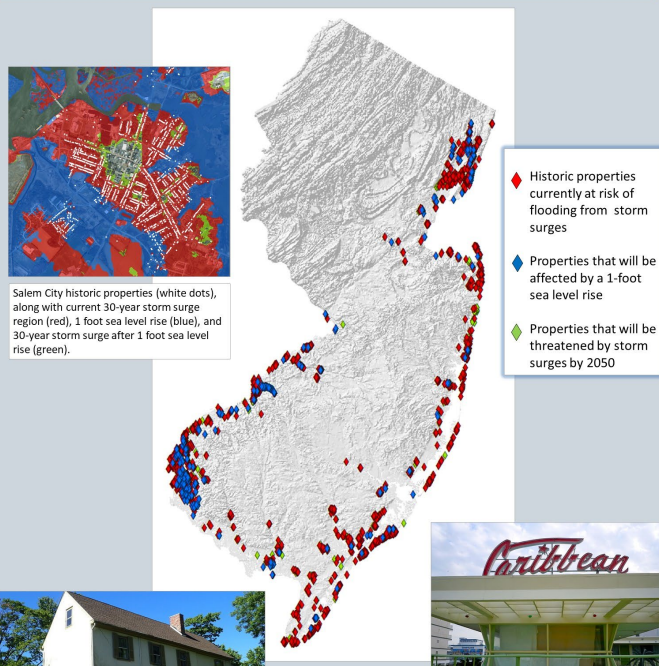 Salem City historic properties (white dots),
along with current 30-year storm surge
region (red), 1 foot sea level rise (blue), and
30-year storm surge after 1 foot sea level
rise (green).
Historic properties
currently at risk of
flooding from storm
surges
Properties that will be
affected by a 1-foot
sea level rise
Properties that will be
threatened by storm
surges by 2050
Caribbean